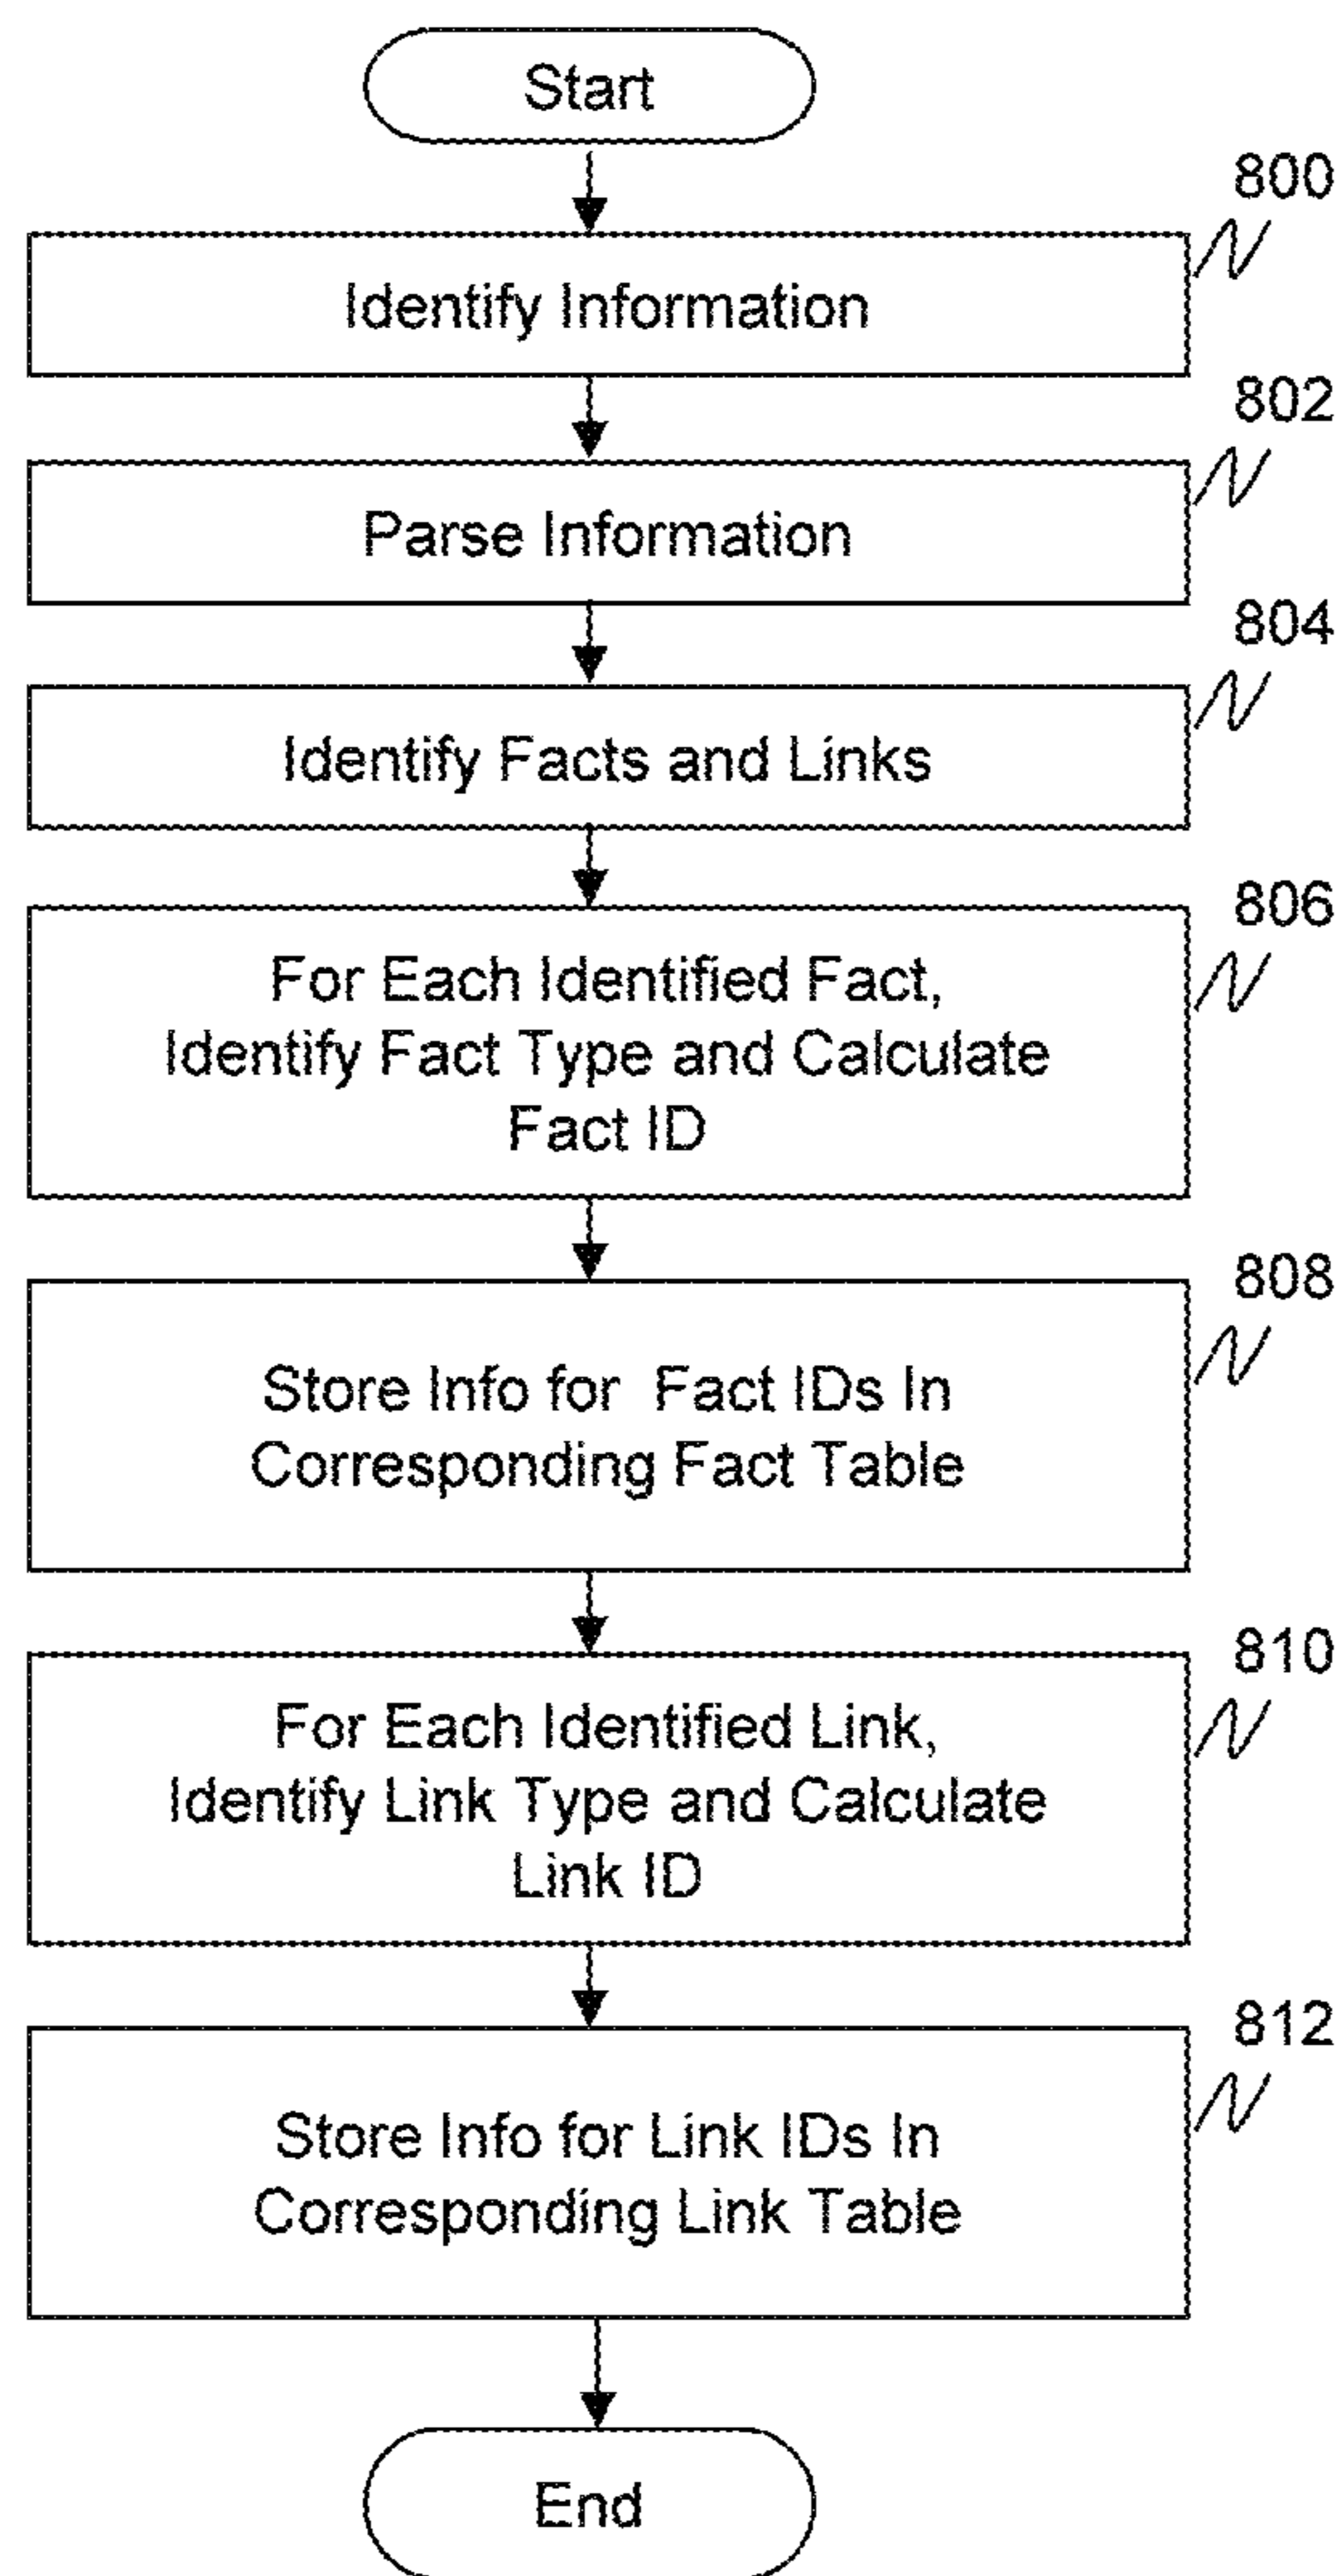 Start
800
Identify Information
802
Parse Information
804
Identify Facts and Links
806
For Each Identified Fact,
Identify Fact Type and Calculate
Fact ID
808
Store Info for Fact IDs In
Corresponding Fact Table
810
For Each Identified Link,
Identify Link Type and Calculate
Link ID
812
Store Info for Link IDs In
Corresponding Link Table
End